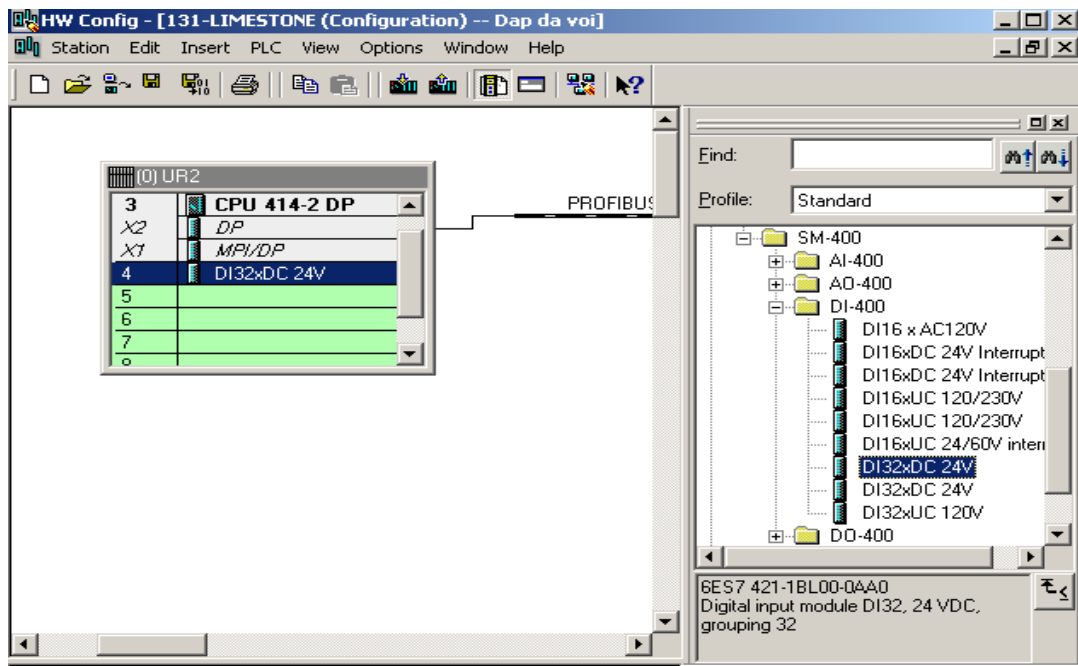 HW Config - [131-LIMESTONE (Configuration) -- Dap da voi]
Station Edit Insert PLC View Options Window Help
(0) UR2
3 CPU 414-2 DP
X2 DP
X1 MPI/DP
4 DI32xDC 24V
5
6
7
PROFIBUS
Find:
Profile: Standard
SM-400
AI-400
AO-400
DI-400
DI16 x AC120V
DI16xDC 24V Interrupt
DI16xDC 24V Interrupt
DI16xUC 120/230V
DI16xUC 120/230V
DI16xUC 24/60V interr
DI32xDC 24V
DI32xDC 24V
DI32xUC 120V
DO-400
6ES7 421-1BL00-0AA0
Digital input module DI32, 24 VDC,
grouping 32